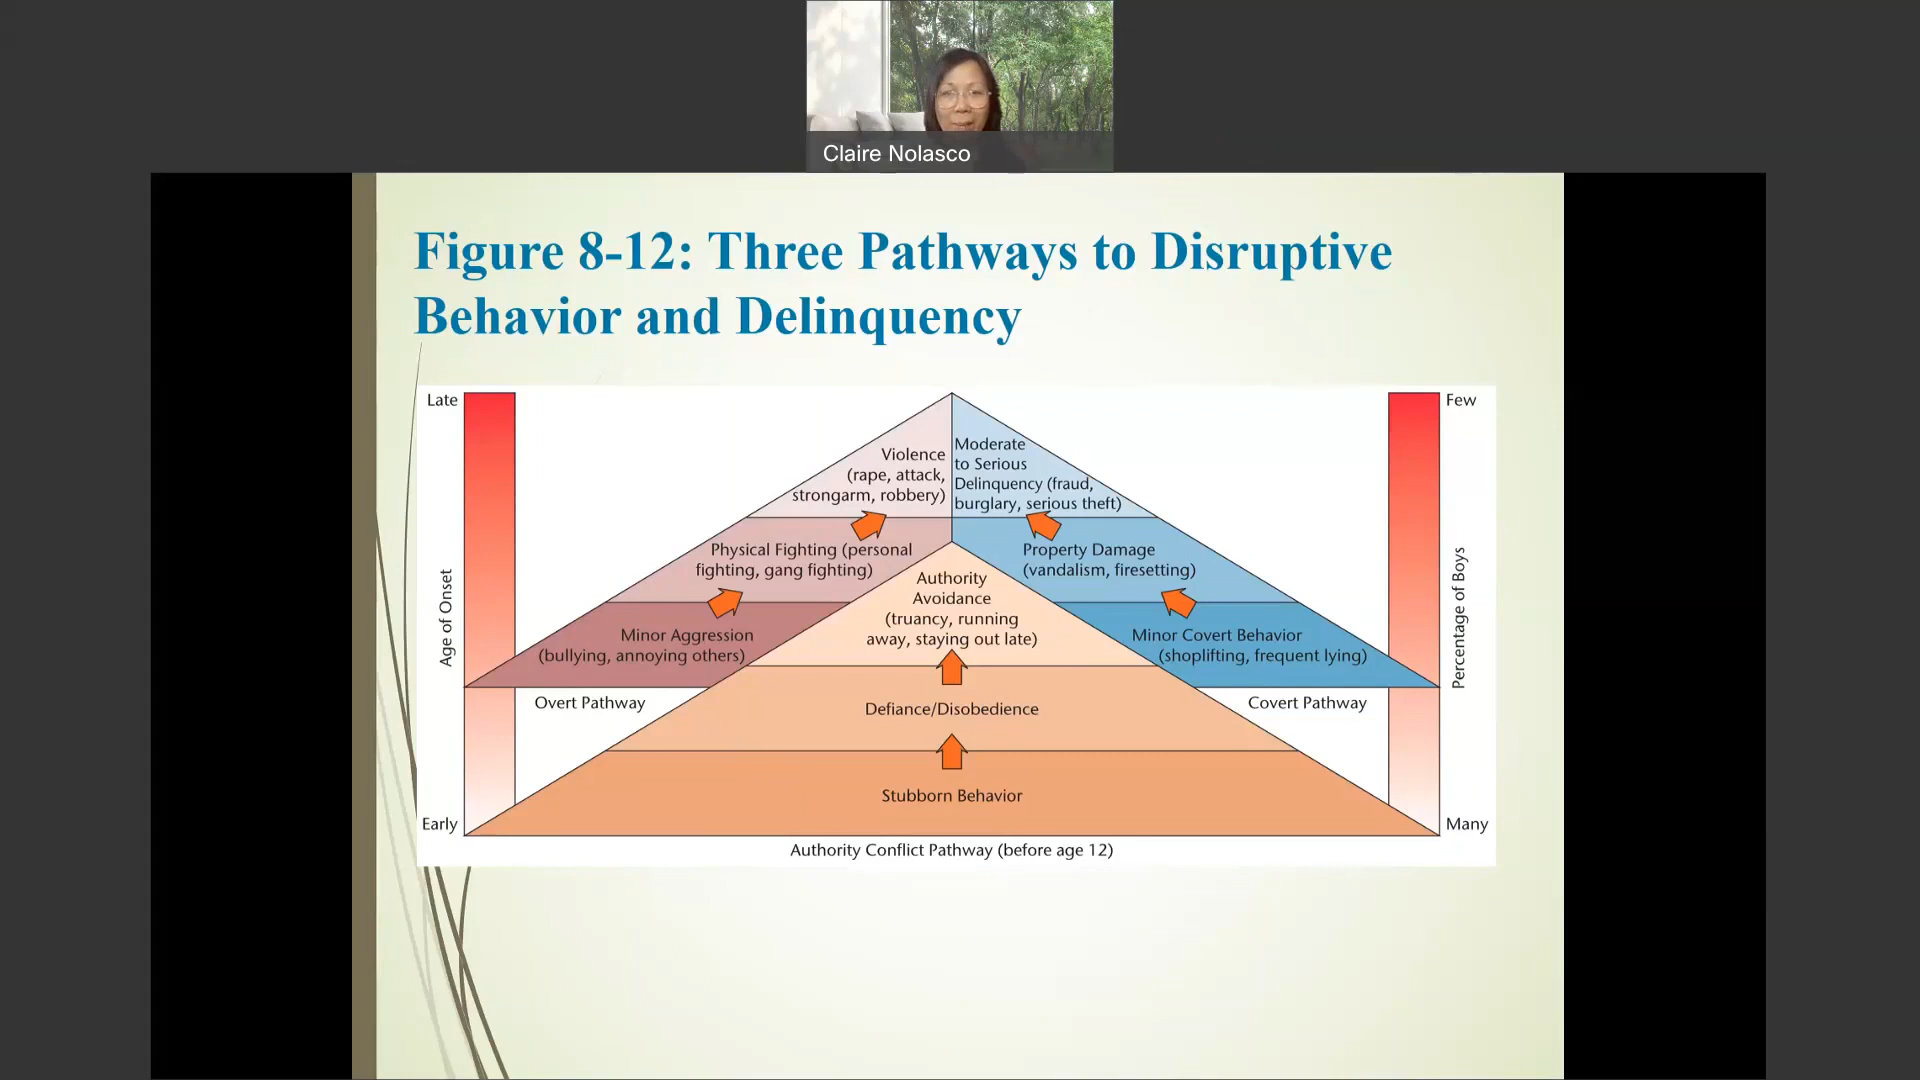 Claire Nolasco
Figure 8-12: Three Pathways to Disruptive
Behavior and Delinquency
Late
Few
Violence
(rape, attack,
strongarm, robbery)
Moderate
to Serious
Delinquency (fraud,
burglary, serious theft)
Physical Fighting (personal
fighting, gang fighting)
Property Damage
(vandalism, firesetting)
Authority
Avoidance
(truancy, running
away, staying out late)
Minor Aggression
(bullying, annoying others)
Minor Covert Behavior
(shoplifting, frequent lying)
Age of Onset
Percentage of Boys
Overt Pathway
Covert Pathway
Defiance/Disobedience
Stubborn Behavior
Early
Many
Authority Conflict Pathway (before age 12)